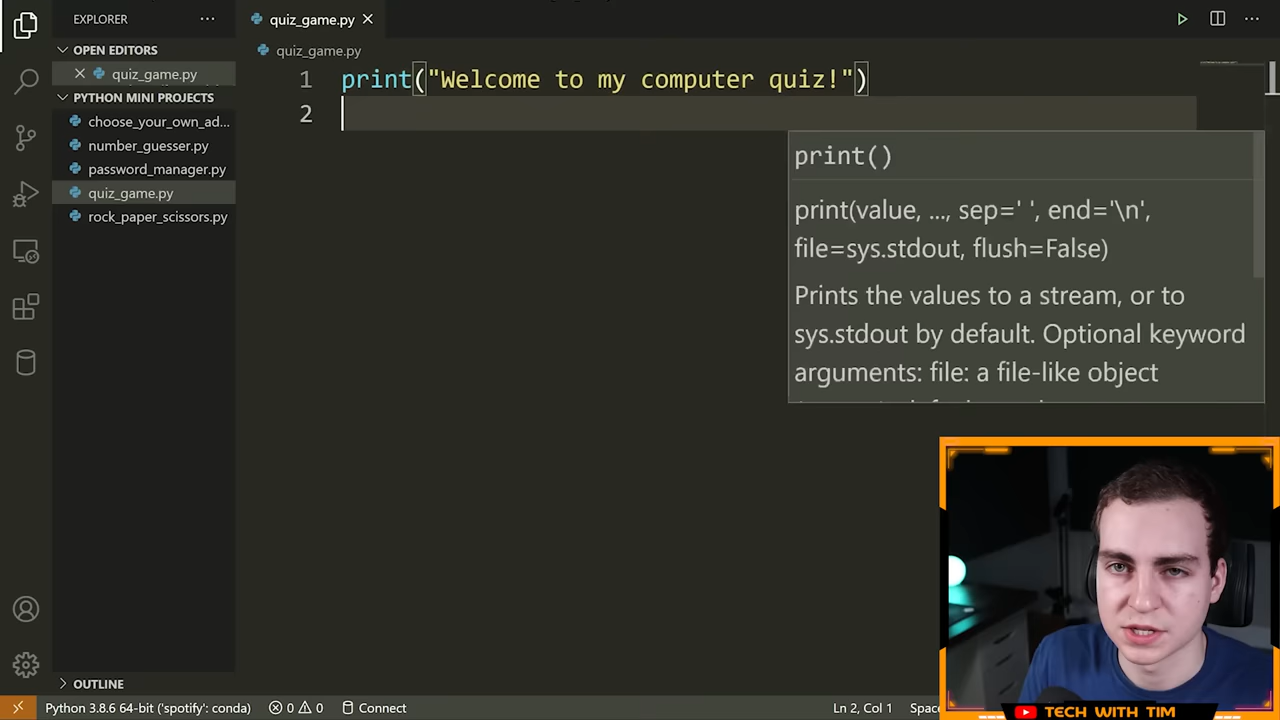 EXPLORER
quiz_game.py
OPEN EDITORS
quiz_game.py
PYTHON MINI PROJECTS
choose_your_own_ad...
number_guesser.py
password_manager.py
quiz_game.py
rock_paper_scissors.py
OUTLINE
quiz_game.py
1 print("Welcome to my computer quiz!")
2
print()
print(value, ..., sep=' ', end='\n',
file=sys.stdout, flush=False)
Prints the values to a stream, or to
sys.stdout by default. Optional keyword
arguments: file: a file-like object
TECH WITH TIM
Python 3.8.6 64-bit ('spotify': conda) 0 0 Connect Ln 2, Col 1